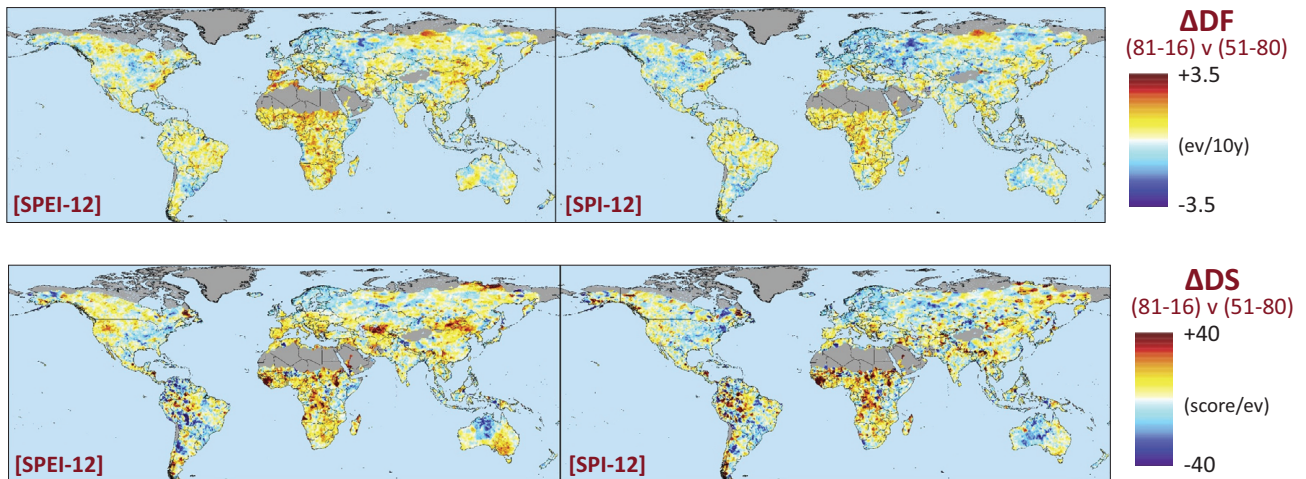 ΔDF
(81-16) v (51-80)
+3.5
(ev/10y)
-3.5
[SPEI-12]
[SPI-12]
ΔDS
(81-16) v (51-80)
+40
(score/ev)
-40
[SPEI-12]
[SPI-12]